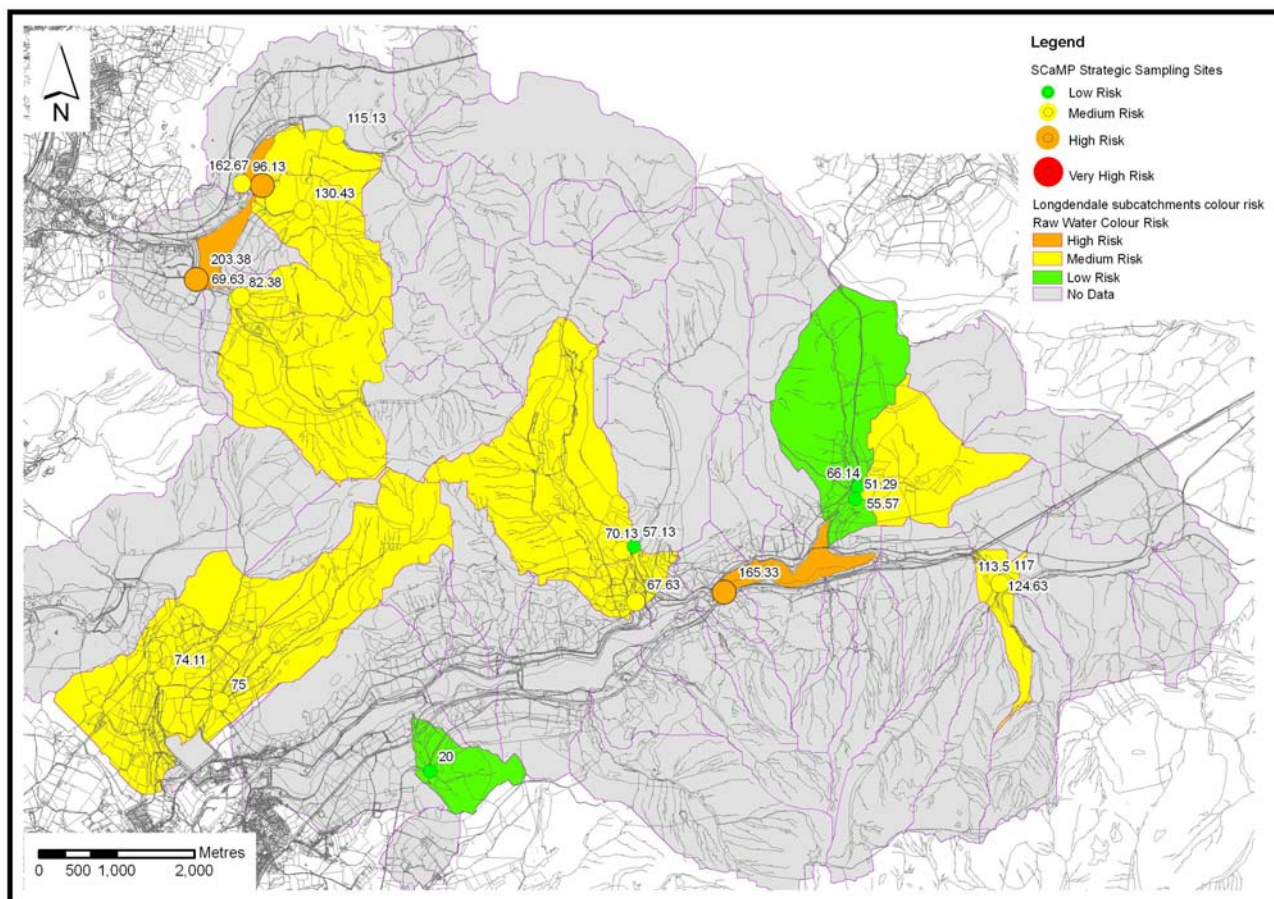 N
115.13
162.67 96.13
130.43
203.38
69.63 82.38
66.14
51.29
55.57
70.13 57.13
67.63
165.33
113.5 117
124.63
74.11
75
20
Legend
SCaMP Strategic Sampling Sites
Low Risk
Medium Risk
High Risk
Very High Risk
Longdendale subcatchments colour risk
Raw Water Colour Risk
High Risk
Medium Risk
Low Risk
No Data
Metres
0 500 1,000 2,000